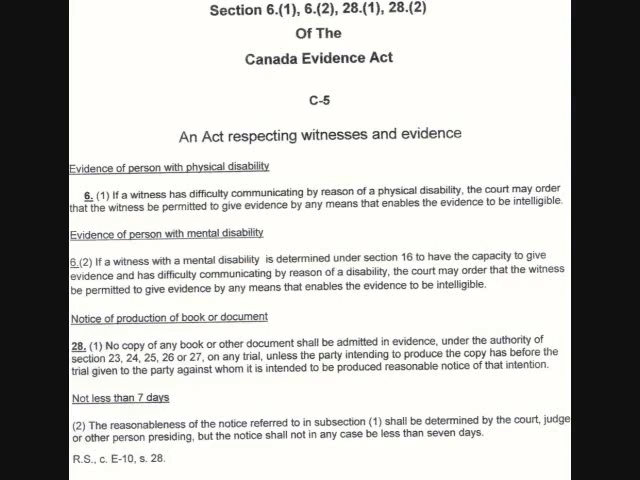 Section 6.(1), 6.(2), 28.(1), 28.(2)
Of The
Canada Evidence Act
C-5
An Act respecting witnesses and evidence
Evidence of person with physical disability
6. (1) If a witness has difficulty communicating by reason of a physical disability, the court may order
that the witness be permitted to give evidence by any means that enables the evidence to be intelligible.
Evidence of person with mental disability
6.(2) If a witness with a mental disability is determined under section 16 to have the capacity to give
evidence and has difficulty communicating by reason of a disability, the court may order that the witness
be permitted to give evidence by any means that enables the evidence to be intelligible.
Notice of production of book or document
28. (1) No copy of any book or other document shall be admitted in evidence, under the authority of
section 23, 24, 25, 26 or 27, on any trial, unless the party intending to produce the copy has before the
trial given to the party against whom it is intended to be produced reasonable notice of that intention.
Not less than 7 days
(2) The reasonableness of the notice referred to in subsection (1) shall be determined by the court, judge
or other person presiding, but the notice shall not in any case be less than seven days.
R.S., c. E-10, s. 28.